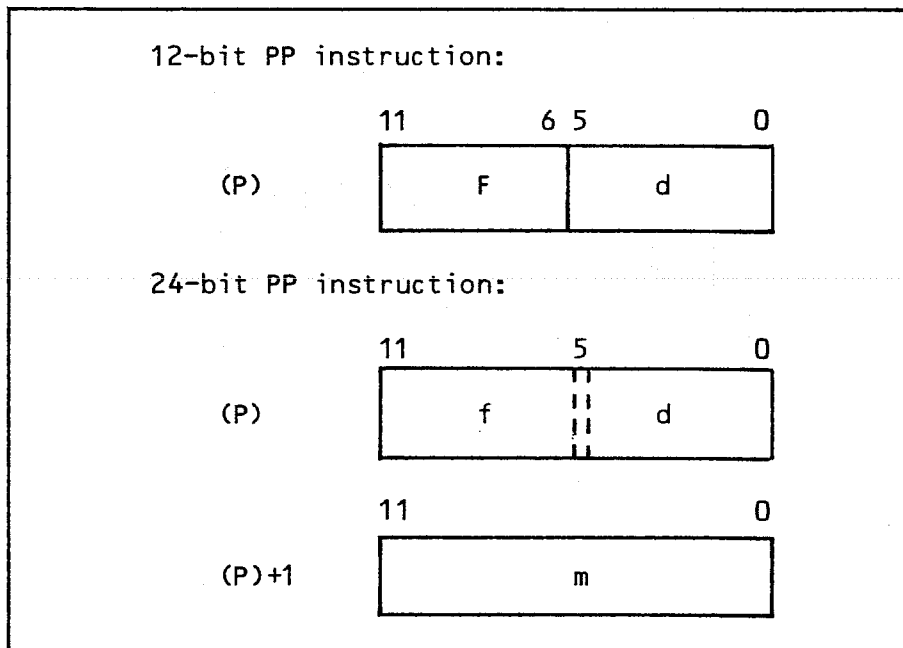 12-bit PP instruction:
11 6 5 0
(P) F d
24-bit PP instruction:
11 5 0
(P) f d
11 0
(P)+1 m